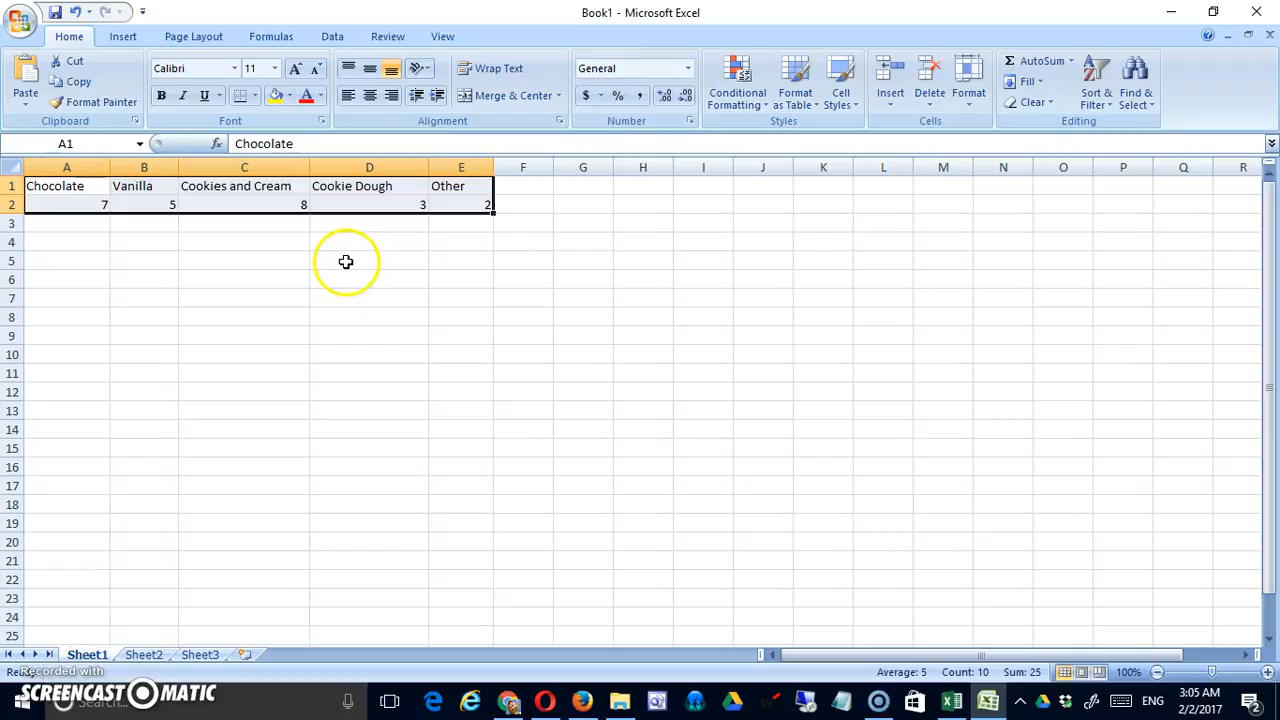 Book1 - Microsoft Excel
Home Insert Page Layout Formulas Data Review View
Cut
Copy
Format Painter
Paste
Clipboard
Calibri 11
B I U
Font
Wrap Text
Merge & Center
Alignment
General
$ % ,
Number
Conditional Formatting
Format as Table
Cell Styles
Styles
Insert Delete Format
Cells
AutoSum
Fill
Clear
Sort & Filter
Find & Select
Editing
A1 fx Chocolate
A B C D E F G H I J K L M N O P Q R
1 Chocolate Vanilla Cookies and Cream Cookie Dough Other
2 7 5 8 3 2
3
4
5
6
7
8
9
10
11
12
13
14
15
16
17
18
19
20
21
22
23
24
25
Sheet1 Sheet2 Sheet3
Recorded with
Average: 5 Count: 10 Sum: 25 100%
SCREENCAST-O-MATIC
ENG
3:05 AM
2/2/2017